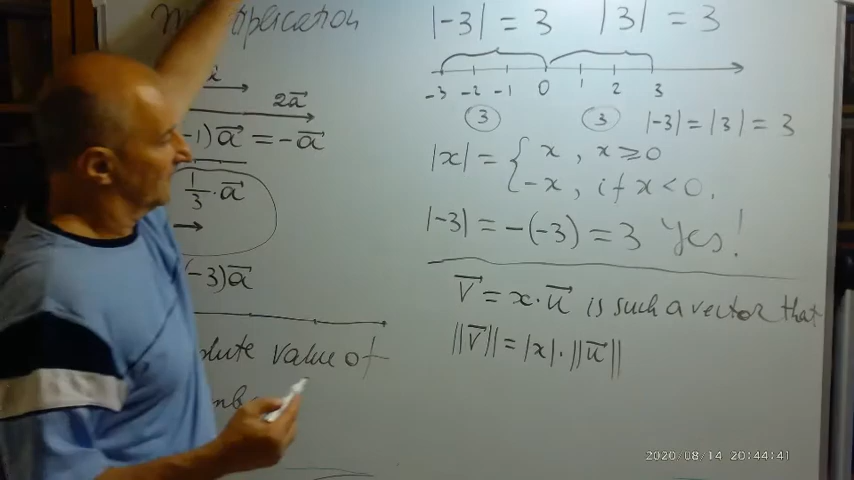 |-3| = 3 |3| = 3
2a⃗
-1)a⃗ = -a⃗
1/3 · a⃗
-3)a⃗
value of
-3 -2 -1 0 1 2 3
3 3 |-3| = |3| = 3
|x| = { x, x ⩾ 0
-x, if x < 0.
|-3| = -(-3) = 3 Yes!
v⃗ = x · u⃗ is such a vector that
||v⃗|| = |x| · ||u⃗||
2020/08/14 20:44:41